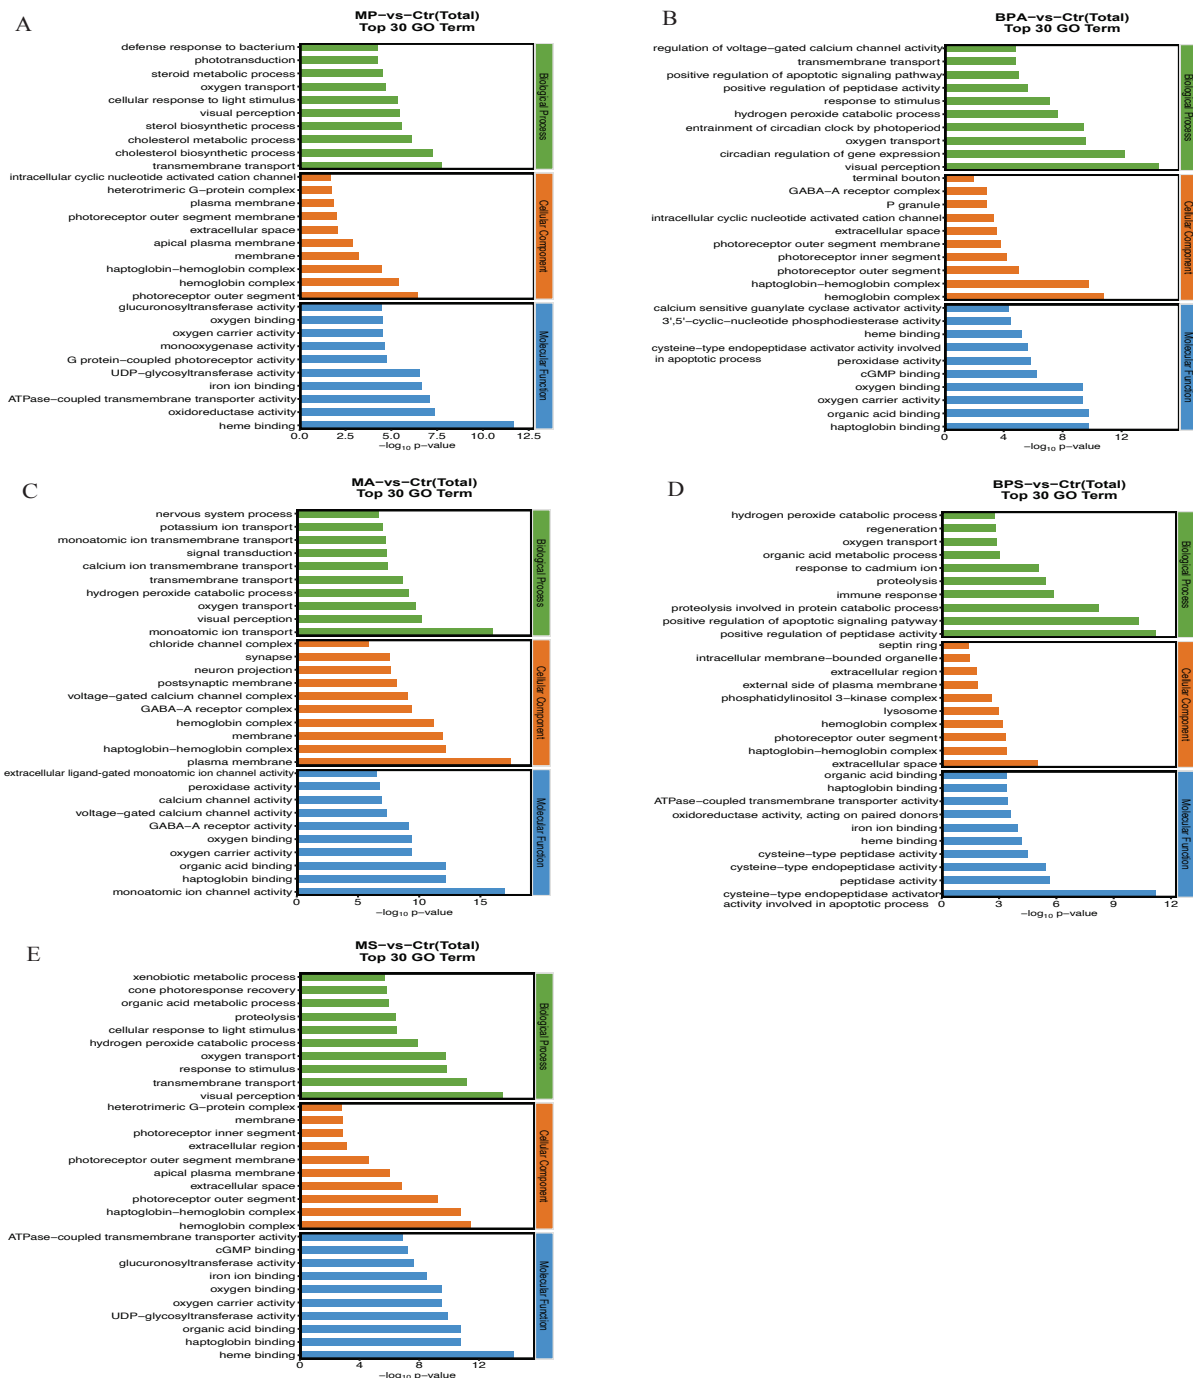 A
MP-vs-Ctr(Total)
Top 30 GO Term
defense response to bacterium
phototransduction
steroid metabolic process
oxygen transport
cellular response to light stimulus
visual perception
sterol biosynthetic process
cholesterol metabolic process
cholesterol biosynthetic process
transmembrane transport
Biological Process
intracellular cyclic nucleotide activated cation channel
heterotrimeric G-protein complex
plasma membrane
photoreceptor outer segment membrane
extracellular space
apical plasma membrane
membrane
haptoglobin-hemoglobin complex
hemoglobin complex
photoreceptor outer segment
Cellular Component
glucuronosyltransferase activity
oxygen binding
oxygen carrier activity
monooxygenase activity
G protein-coupled photoreceptor activity
UDP-glycosyltransferase activity
iron ion binding
ATPase-coupled transmembrane transporter activity
oxidoreductase activity
heme binding
Molecular Function
0.0 2.5 5.0 7.5 10.0 12.5
-log10 p-value
B
BPA-vs-Ctr(Total)
Top 30 GO Term
regulation of voltage-gated calcium channel activity
transmembrane transport
positive regulation of apoptotic signaling pathway
positive regulation of peptidase activity
response to stimulus
hydrogen peroxide catabolic process
entrainment of circadian clock by photoperiod
oxygen transport
circadian regulation of gene expression
visual perception
Biological Process
terminal bouton
GABA-A receptor complex
P granule
intracellular cyclic nucleotide activated cation channel
extracellular space
photoreceptor outer segment membrane
photoreceptor inner segment
photoreceptor outer segment
haptoglobin-hemoglobin complex
hemoglobin complex
Cellular Component
calcium sensitive guanylate cyclase activator activity
3',5'-cyclic-nucleotide phosphodiesterase activity
heme binding
cysteine-type endopeptidase activator activity involved
in apoptotic process
peroxidase activity
cGMP binding
oxygen binding
oxygen carrier activity
organic acid binding
haptoglobin binding
Molecular Function
0 4 8 12
-log10 p-value
C
MA-vs-Ctr(Total)
Top 30 GO Term
nervous system process
potassium ion transport
monoatomic ion transmembrane transport
signal transduction
calcium ion transmembrane transport
transmembrane transport
hydrogen peroxide catabolic process
oxygen transport
visual perception
monoatomic ion transport
Biological Process
chloride channel complex
synapse
neuron projection
postsynaptic membrane
voltage-gated calcium channel complex
GABA-A receptor complex
hemoglobin complex
membrane
haptoglobin-hemoglobin complex
plasma membrane
Cellular Component
extracellular ligand-gated monoatomic ion channel activity
peroxidase activity
calcium channel activity
voltage-gated calcium channel activity
GABA-A receptor activity
oxygen binding
oxygen carrier activity
organic acid binding
haptoglobin binding
monoatomic ion channel activity
Molecular Function
0 5 10 15
-log10 p-value
D
BPS-vs-Ctr(Total)
Top 30 GO Term
hydrogen peroxide catabolic process
regeneration
oxygen transport
organic acid metabolic process
response to cadmium ion
proteolysis
immune response
proteolysis involved in protein catabolic process
positive regulation of apoptotic signaling patyway
positive regulation of peptidase activity
Biological Process
septin ring
intracellular membrane-bounded organelle
extracellular region
external side of plasma membrane
phosphatidylinositol 3-kinase complex
lysosome
hemoglobin complex
photoreceptor outer segment
haptoglobin-hemoglobin complex
extracellular space
Cellular Component
organic acid binding
haptoglobin binding
ATPase-coupled transmembrane transporter activity
oxidoreductase activity, acting on paired donors
iron ion binding
heme binding
cysteine-type peptidase activity
cysteine-type endopeptidase activity
peptidase activity
cysteine-type endopeptidase activator
activity involved in apoptotic process
Molecular Function
0 3 6 9 12
-log10 p-value
E
MS-vs-Ctr(Total)
Top 30 GO Term
xenobiotic metabolic process
cone photoresponse recovery
organic acid metabolic process
proteolysis
cellular response to light stimulus
hydrogen peroxide catabolic process
oxygen transport
response to stimulus
transmembrane transport
visual perception
Biological Process
heterotrimeric G-protein complex
membrane
photoreceptor inner segment
extracellular region
photoreceptor outer segment membrane
apical plasma membrane
extracellular space
photoreceptor outer segment
haptoglobin-hemoglobin complex
hemoglobin complex
Cellular Component
ATPase-coupled transmembrane transporter activity
cGMP binding
glucuronosyltransferase activity
iron ion binding
oxygen binding
oxygen carrier activity
UDP-glycosyltransferase activity
organic acid binding
haptoglobin binding
heme binding
Molecular Function
0 4 8 12
-log10 p-value